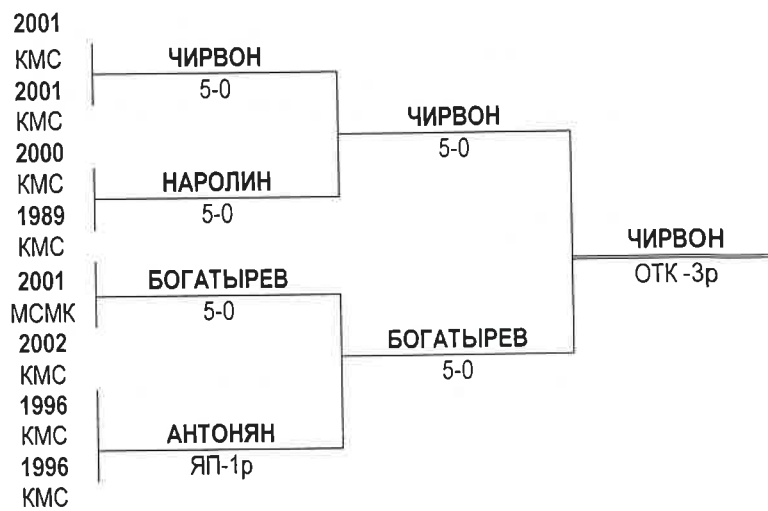 2001
КМС
2001
КМС
2000
КМС
1989
КМС
2001
МСМК
2002
КМС
1996
КМС
1996
КМС
ЧИРВОН
5-0
НАРОЛИН
5-0
БОГАТЫРЕВ
5-0
АНТОНЯН
ЯП-1р
ЧИРВОН
5-0
БОГАТЫРЕВ
5-0
ЧИРВОН
ОТК -3р